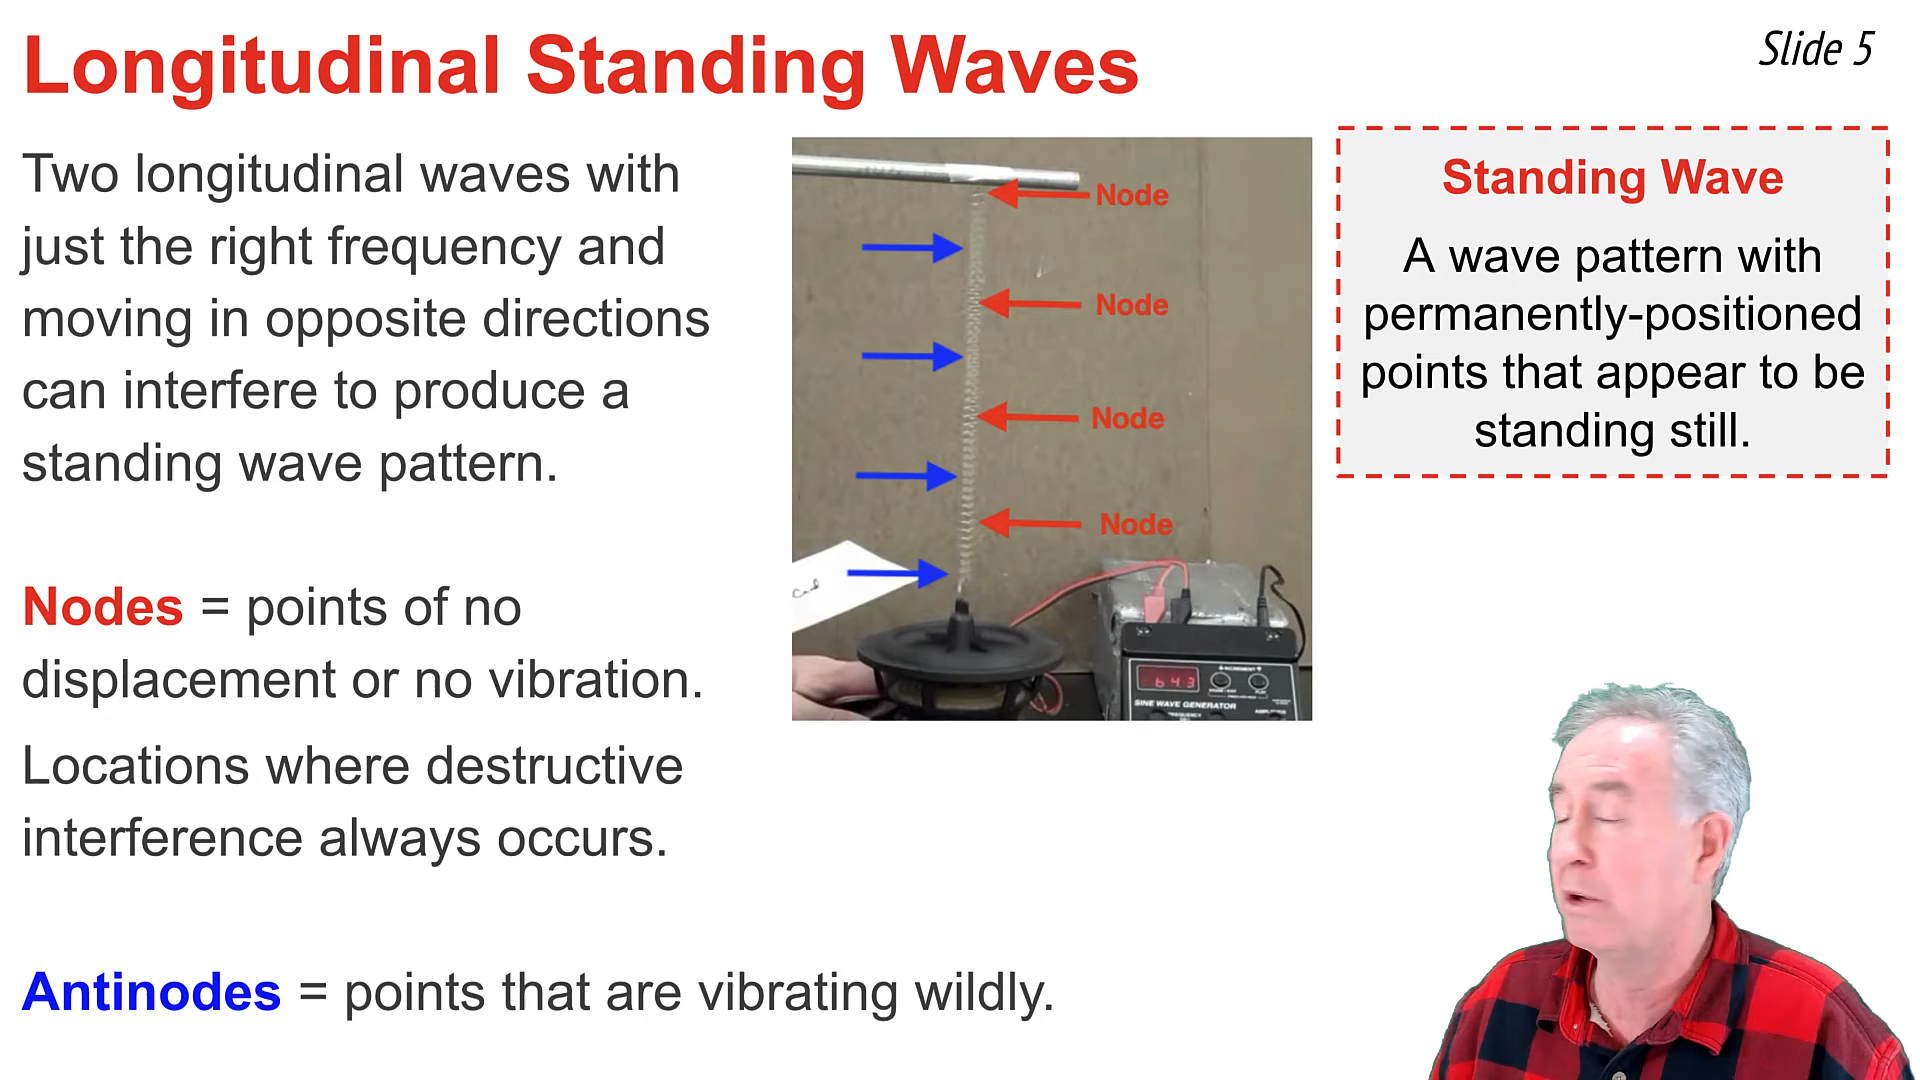 Longitudinal Standing Waves
Slide 5
Two longitudinal waves with
just the right frequency and
moving in opposite directions
can interfere to produce a
standing wave pattern.
Nodes = points of no
displacement or no vibration.
Locations where destructive
interference always occurs.
Antinodes = points that are vibrating wildly.
Node
Node
Node
Node
643
SINE WAVE GENERATOR
Standing Wave
A wave pattern with
permanently-positioned
points that appear to be
standing still.